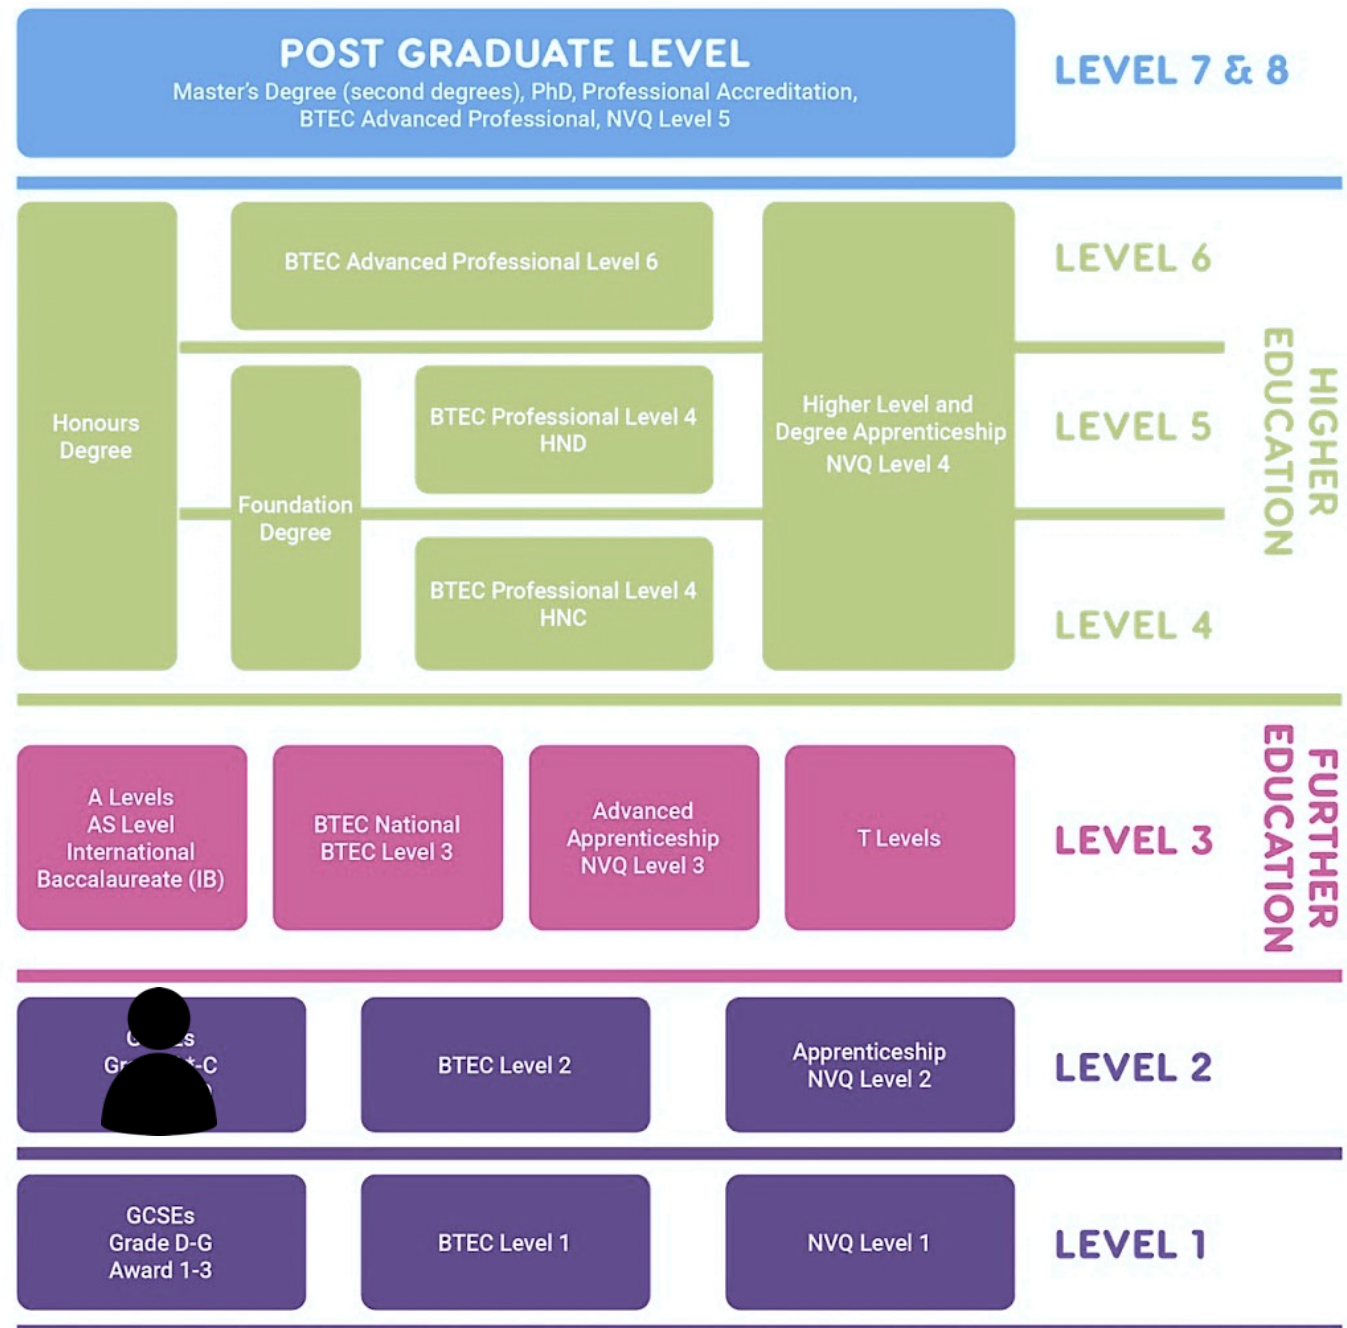 POST GRADUATE LEVEL
Master's Degree (second degrees), PhD, Professional Accreditation,
BTEC Advanced Professional, NVQ Level 5
LEVEL 7 & 8
Honours
Degree
BTEC Advanced Professional Level 6
LEVEL 6
Foundation
Degree
BTEC Professional Level 4
HND
Higher Level and
Degree Apprenticeship
NVQ Level 4
LEVEL 5
BTEC Professional Level 4
HNC
LEVEL 4
HIGHER
EDUCATION
A Levels
AS Level
International
Baccalaureate (IB)
BTEC National
BTEC Level 3
Advanced
Apprenticeship
NVQ Level 3
T Levels
LEVEL 3
FURTHER
EDUCATION
BTEC Level 2
Apprenticeship
NVQ Level 2
LEVEL 2
GCSEs
Grade D-G
Award 1-3
BTEC Level 1
NVQ Level 1
LEVEL 1